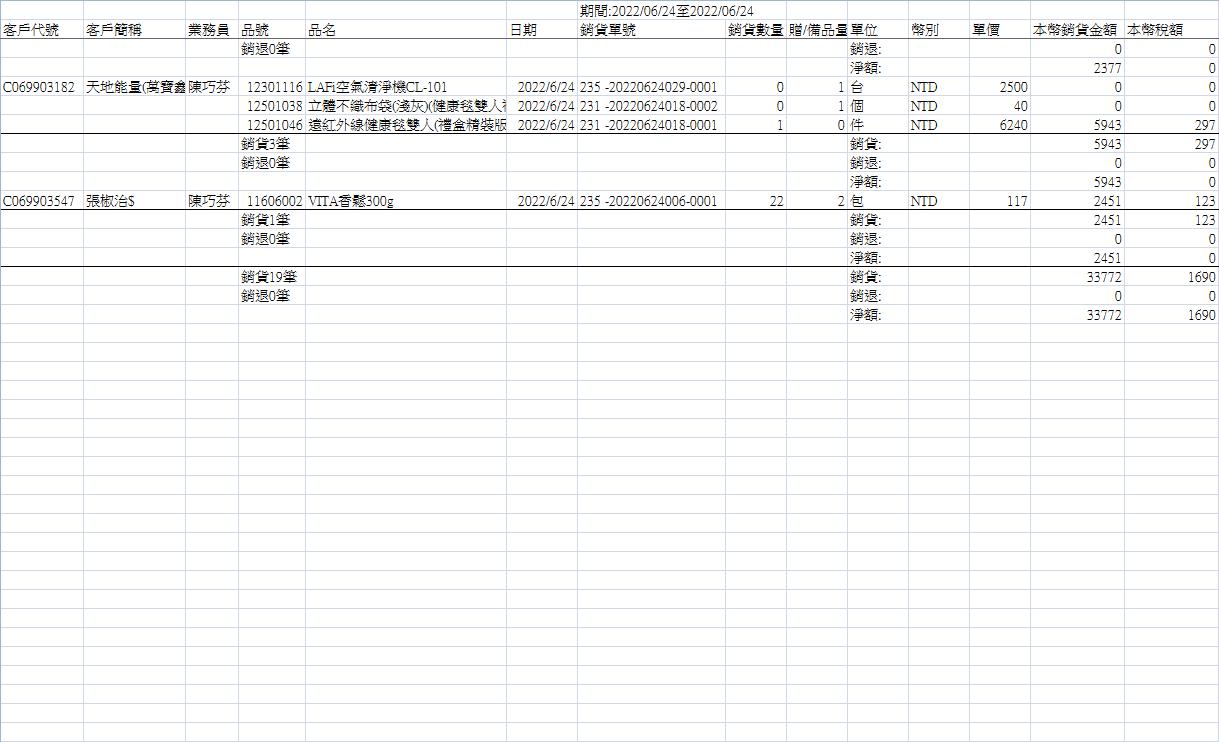 期間:2022/06/24至2022/06/24
客戶代號 客戶簡稱 業務員 品號 品名 日期 銷貨單號 銷貨數量 贈/備品量 單位 幣別 單價 本幣銷貨金額 本幣稅額
銷退0筆 銷退: 0 0
淨額: 2377 0
C069903182 天地能量(萬寶鑫 陳巧芬 12301116 LAFi空氣清淨機CL-101 2022/6/24 235 -20220624029-0001 0 1 台 NTD 2500 0 0
12501038 立體不織布袋(淺灰)(健康毯雙人 2022/6/24 231 -20220624018-0002 0 1 個 NTD 40 0 0
12501046 遠紅外線健康毯雙人(禮盒精裝版 2022/6/24 231 -20220624018-0001 1 0 件 NTD 6240 5943 297
銷貨3筆 銷貨: 5943 297
銷退0筆 銷退: 0 0
淨額: 5943 0
C069903547 張椒治$ 陳巧芬 11606002 VITA香鬆300g 2022/6/24 235 -20220624006-0001 22 2 包 NTD 117 2451 123
銷貨1筆 銷貨: 2451 123
銷退0筆 銷退: 0 0
淨額: 2451 0
銷貨19筆 銷貨: 33772 1690
銷退0筆 銷退: 0 0
淨額: 33772 1690